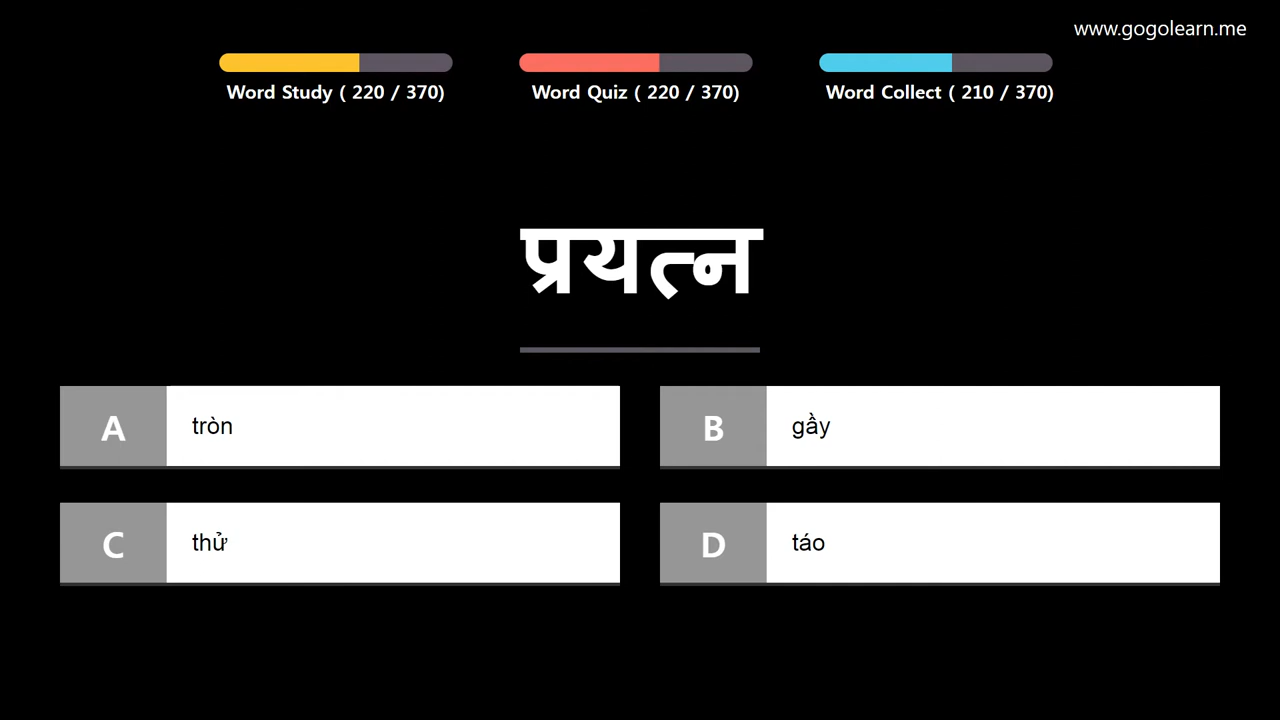 www.gogolearn.me
Word Study ( 220 / 370)
Word Quiz ( 220 / 370)
Word Collect ( 210 / 370)
प्रयत्न
A tròn
B gầy
C thử
D táo